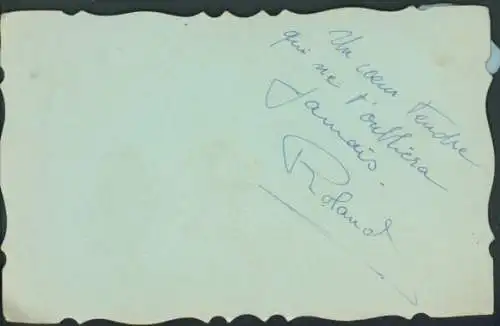 Un cœur tendre
qui ne t'oubliera
Jamais.
Roland